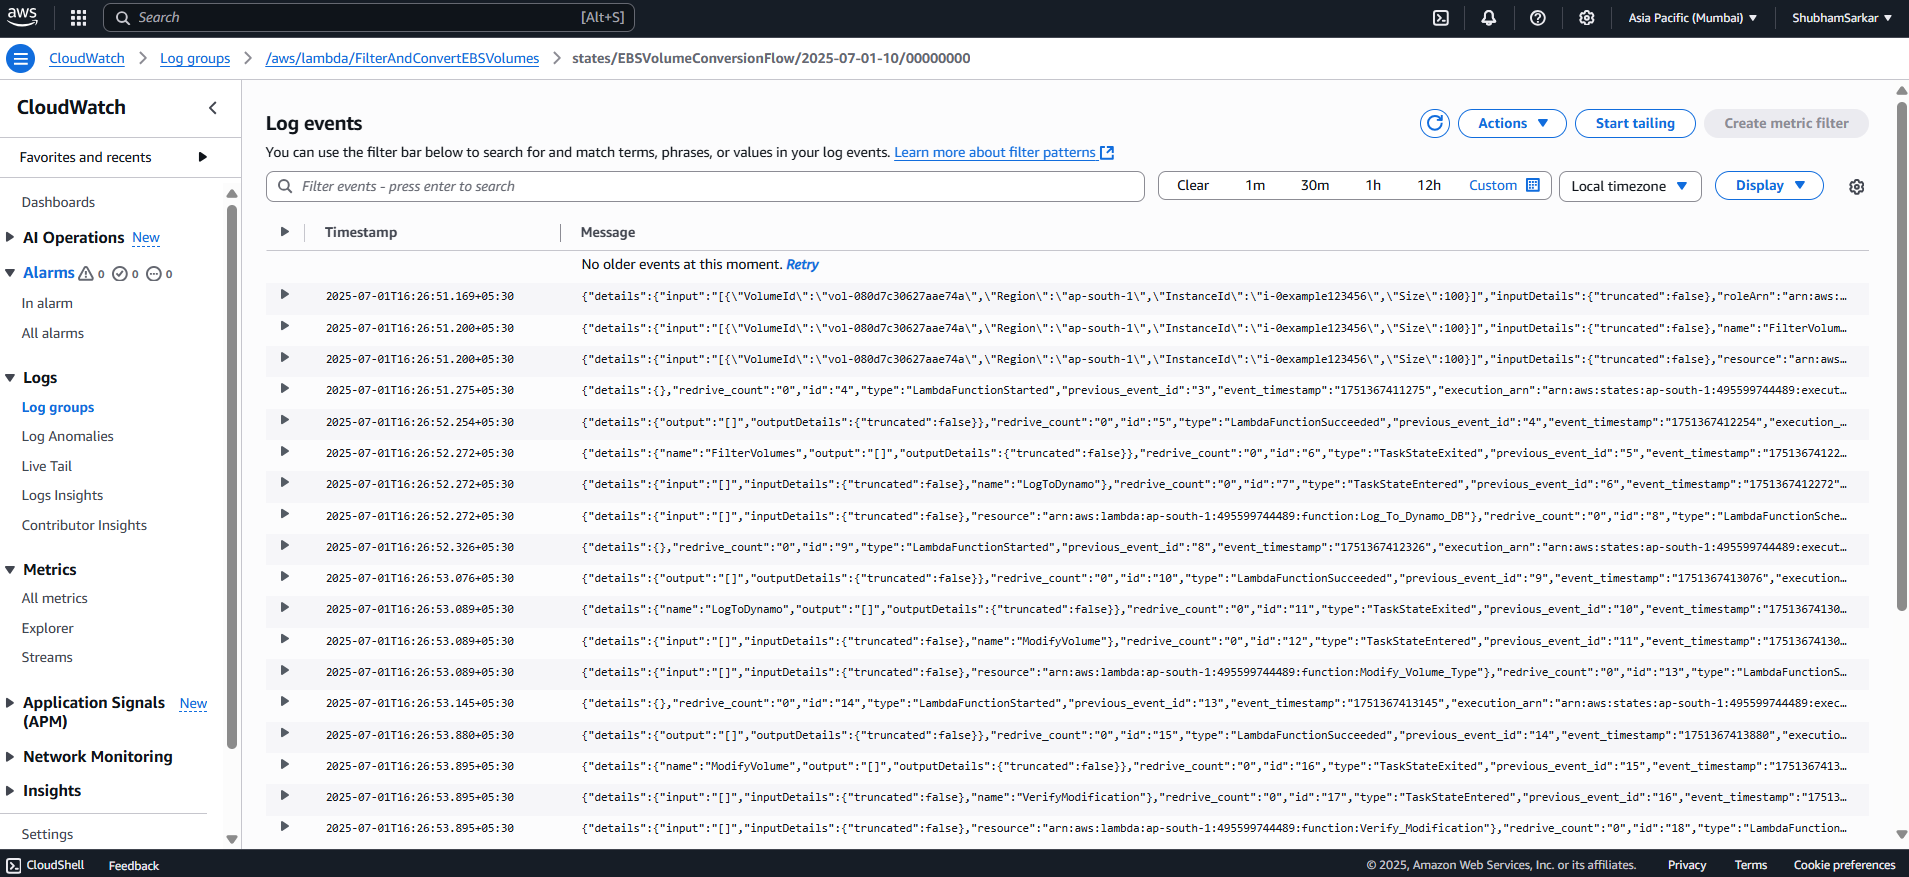 aws
Search [Alt+S] Asia Pacific (Mumbai) ShubhamSarkar
CloudWatch Log groups /aws/lambda/FilterAndConvertEBSVolumes states/EBSVolumeConversionFlow/2025-07-01-10/00000000
CloudWatch
Favorites and recents
Dashboards
AI Operations New
Alarms 0 0 0
In alarm
All alarms
Logs
Log groups
Log Anomalies
Live Tail
Logs Insights
Contributor Insights
Metrics
All metrics
Explorer
Streams
Application Signals New
(APM)
Network Monitoring
Insights
Settings
Log events
Actions Start tailing Create metric filter
You can use the filter bar below to search for and match terms, phrases, or values in your log events. Learn more about filter patterns
Filter events - press enter to search Clear 1m 30m 1h 12h Custom Local timezone Display
Timestamp Message
No older events at this moment. Retry
2025-07-01T16:26:51.169+05:30 {"details":{"input":"[{\"VolumeId\":\"vol-080d7c30627aae74a\",\"Region\":\"ap-south-1\",\"InstanceId\":\"i-0example123456\",\"Size\":100}]","inputDetails":{"truncated":false},"roleArn":"arn:aws:…
2025-07-01T16:26:51.200+05:30 {"details":{"input":"[{\"VolumeId\":\"vol-080d7c30627aae74a\",\"Region\":\"ap-south-1\",\"InstanceId\":\"i-0example123456\",\"Size\":100}]","inputDetails":{"truncated":false},"name":"FilterVolum…
2025-07-01T16:26:51.200+05:30 {"details":{"input":"[{\"VolumeId\":\"vol-080d7c30627aae74a\",\"Region\":\"ap-south-1\",\"InstanceId\":\"i-0example123456\",\"Size\":100}]","inputDetails":{"truncated":false},"resource":"arn:aws…
2025-07-01T16:26:51.275+05:30 {"details":{},"redrive_count":"0","id":"4","type":"LambdaFunctionStarted","previous_event_id":"3","event_timestamp":"1751367411275","execution_arn":"arn:aws:states:ap-south-1:495599744489:execut…
2025-07-01T16:26:52.254+05:30 {"details":{"output":"[]","outputDetails":{"truncated":false}},"redrive_count":"0","id":"5","type":"LambdaFunctionSucceeded","previous_event_id":"4","event_timestamp":"1751367412254","execution_…
2025-07-01T16:26:52.272+05:30 {"details":{"name":"FilterVolumes","output":"[]","outputDetails":{"truncated":false}},"redrive_count":"0","id":"6","type":"TaskStateExited","previous_event_id":"5","event_timestamp":"17513674122…
2025-07-01T16:26:52.272+05:30 {"details":{"input":"[]","inputDetails":{"truncated":false},"name":"LogToDynamo"},"redrive_count":"0","id":"7","type":"TaskStateEntered","previous_event_id":"6","event_timestamp":"1751367412272"…
2025-07-01T16:26:52.272+05:30 {"details":{"input":"[]","inputDetails":{"truncated":false},"resource":"arn:aws:lambda:ap-south-1:495599744489:function:Log_To_Dynamo_DB"},"redrive_count":"0","id":"8","type":"LambdaFunctionSche…
2025-07-01T16:26:52.326+05:30 {"details":{},"redrive_count":"0","id":"9","type":"LambdaFunctionStarted","previous_event_id":"8","event_timestamp":"1751367412326","execution_arn":"arn:aws:states:ap-south-1:495599744489:execut…
2025-07-01T16:26:53.076+05:30 {"details":{"output":"[]","outputDetails":{"truncated":false}},"redrive_count":"0","id":"10","type":"LambdaFunctionSucceeded","previous_event_id":"9","event_timestamp":"1751367413076","execution…
2025-07-01T16:26:53.089+05:30 {"details":{"name":"LogToDynamo","output":"[]","outputDetails":{"truncated":false}},"redrive_count":"0","id":"11","type":"TaskStateExited","previous_event_id":"10","event_timestamp":"17513674130…
2025-07-01T16:26:53.089+05:30 {"details":{"input":"[]","inputDetails":{"truncated":false},"name":"ModifyVolume"},"redrive_count":"0","id":"12","type":"TaskStateEntered","previous_event_id":"11","event_timestamp":"17513674130…
2025-07-01T16:26:53.089+05:30 {"details":{"input":"[]","inputDetails":{"truncated":false},"resource":"arn:aws:lambda:ap-south-1:495599744489:function:Modify_Volume_Type"},"redrive_count":"0","id":"13","type":"LambdaFunctionS…
2025-07-01T16:26:53.145+05:30 {"details":{},"redrive_count":"0","id":"14","type":"LambdaFunctionStarted","previous_event_id":"13","event_timestamp":"1751367413145","execution_arn":"arn:aws:states:ap-south-1:495599744489:exec…
2025-07-01T16:26:53.880+05:30 {"details":{"output":"[]","outputDetails":{"truncated":false}},"redrive_count":"0","id":"15","type":"LambdaFunctionSucceeded","previous_event_id":"14","event_timestamp":"1751367413880","executio…
2025-07-01T16:26:53.895+05:30 {"details":{"name":"ModifyVolume","output":"[]","outputDetails":{"truncated":false}},"redrive_count":"0","id":"16","type":"TaskStateExited","previous_event_id":"15","event_timestamp":"1751367413…
2025-07-01T16:26:53.895+05:30 {"details":{"input":"[]","inputDetails":{"truncated":false},"name":"VerifyModification"},"redrive_count":"0","id":"17","type":"TaskStateEntered","previous_event_id":"16","event_timestamp":"17513…
2025-07-01T16:26:53.895+05:30 {"details":{"input":"[]","inputDetails":{"truncated":false},"resource":"arn:aws:lambda:ap-south-1:495599744489:function:Verify_Modification"},"redrive_count":"0","id":"18","type":"LambdaFunction…
CloudShell Feedback © 2025, Amazon Web Services, Inc. or its affiliates. Privacy Terms Cookie preferences